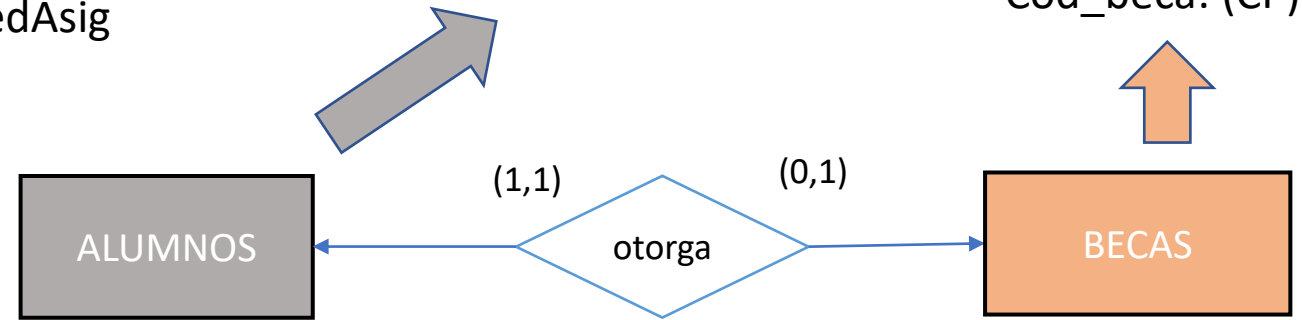 edAsig
Cod_beca: (CP)
(1,1)
(0,1)
ALUMNOS
otorga
BECAS